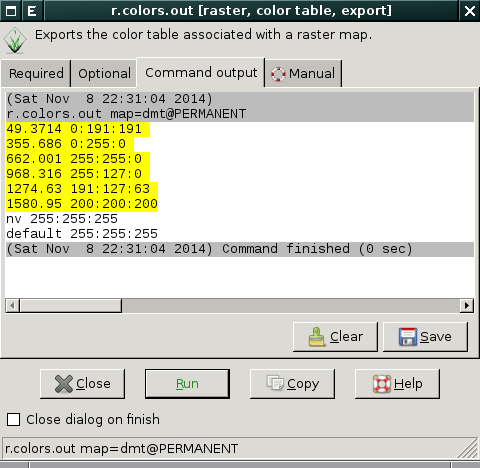 r.colors.out [raster, color table, export]
Exports the color table associated with a raster map.
Required Optional Command output Manual
(Sat Nov  8 22:31:04 2014)
r.colors.out map=dmt@PERMANENT
49.3714 0:191:191
355.686 0:255:0
662.001 255:255:0
968.316 255:127:0
1274.63 191:127:63
1580.95 200:200:200
nv 255:255:255
default 255:255:255
(Sat Nov  8 22:31:04 2014) Command finished (0 sec)
Clear Save
Close Run Copy Help
Close dialog on finish
r.colors.out map=dmt@PERMANENT